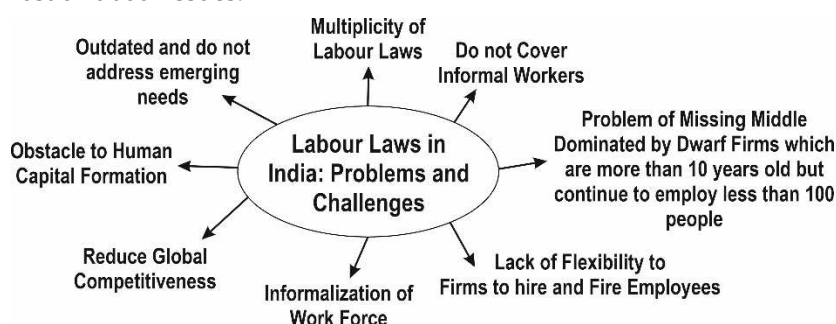 Multiplicity of
Labour Laws
Outdated and do not
address emerging
needs
Do not Cover
Informal Workers
Labour Laws in
India: Problems and
Challenges
Problem of Missing Middle
Dominated by Dwarf Firms which
are more than 10 years old but
continue to employ less than 100
people
Obstacle to Human
Capital Formation
Reduce Global
Competitiveness
Informalization of
Work Force
Lack of Flexibility to
Firms to hire and Fire Employees